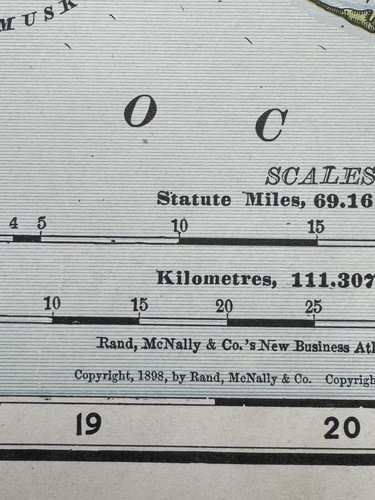 MUSK
O C
SCALES
Statute Miles, 69.16
4 5 10 15
Kilometres, 111.307
10 15 20 25
Rand, McNally & Co.'s New Business Atl
Copyright, 1898, by Rand, McNally & Co. Copyrigh
19 20